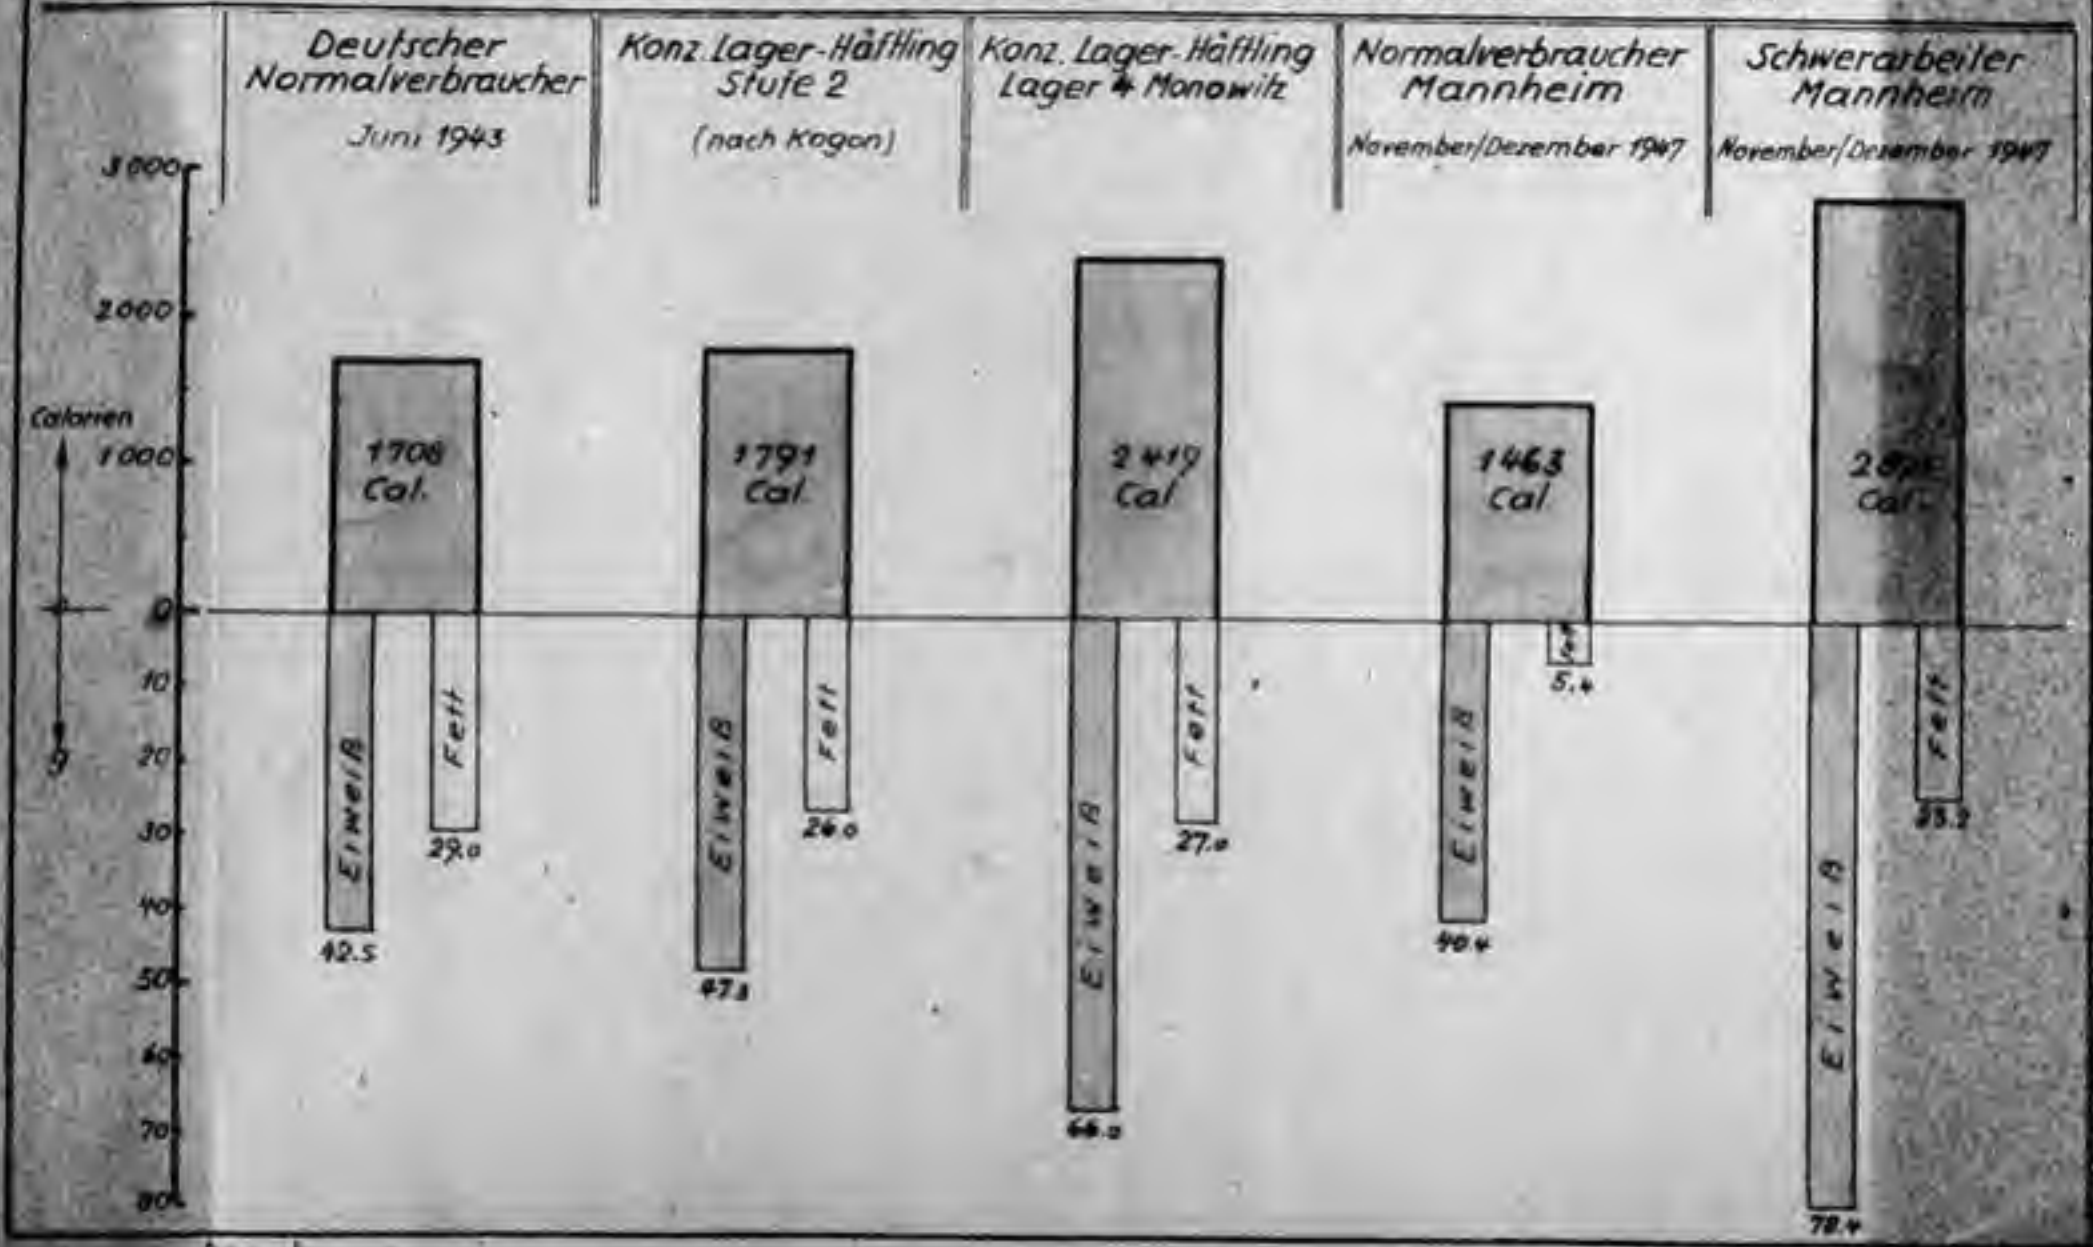 Deutscher
Normalverbraucher
Juni 1943
Konz. Lager-Häftling
Stufe 2
(nach Kogon)
Konz. Lager-Häftling
Lager 4 Monowitz
Normalverbraucher
Mannheim
November/Dezember 1947
Schwerarbeiter
Mannheim
November/Dezember 1947
3000
2000
Calorien
1000
0
10
20
g
30
40
50
60
70
80
1708
Cal.
Eiweiß
42.5
Fett
29.0
1791
Cal.
Eiweiß
Fett
26.0
2419
Cal
Eiweiß
66.0
Fett
27.0
1463
Cal
Eiweiß
40.4
Fett
5.4
Cal.
Eiweiß
78.4
Fett